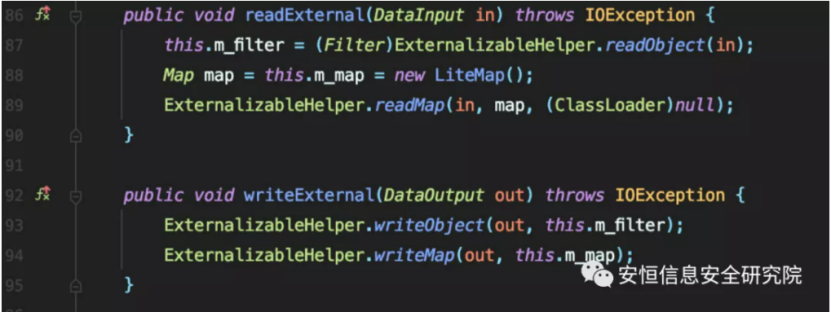 86 public void readExternal(DataInput in) throws IOException {
87 this.m_filter = (Filter)ExternalizableHelper.readObject(in);
88 Map map = this.m_map = new LiteMap();
89 ExternalizableHelper.readMap(in, map, (ClassLoader)null);
90 }
91
92 public void writeExternal(DataOutput out) throws IOException {
93 ExternalizableHelper.writeObject(out, this.m_filter);
94 ExternalizableHelper.writeMap(out, this.m_map);
95 }
安恒信息安全研究院